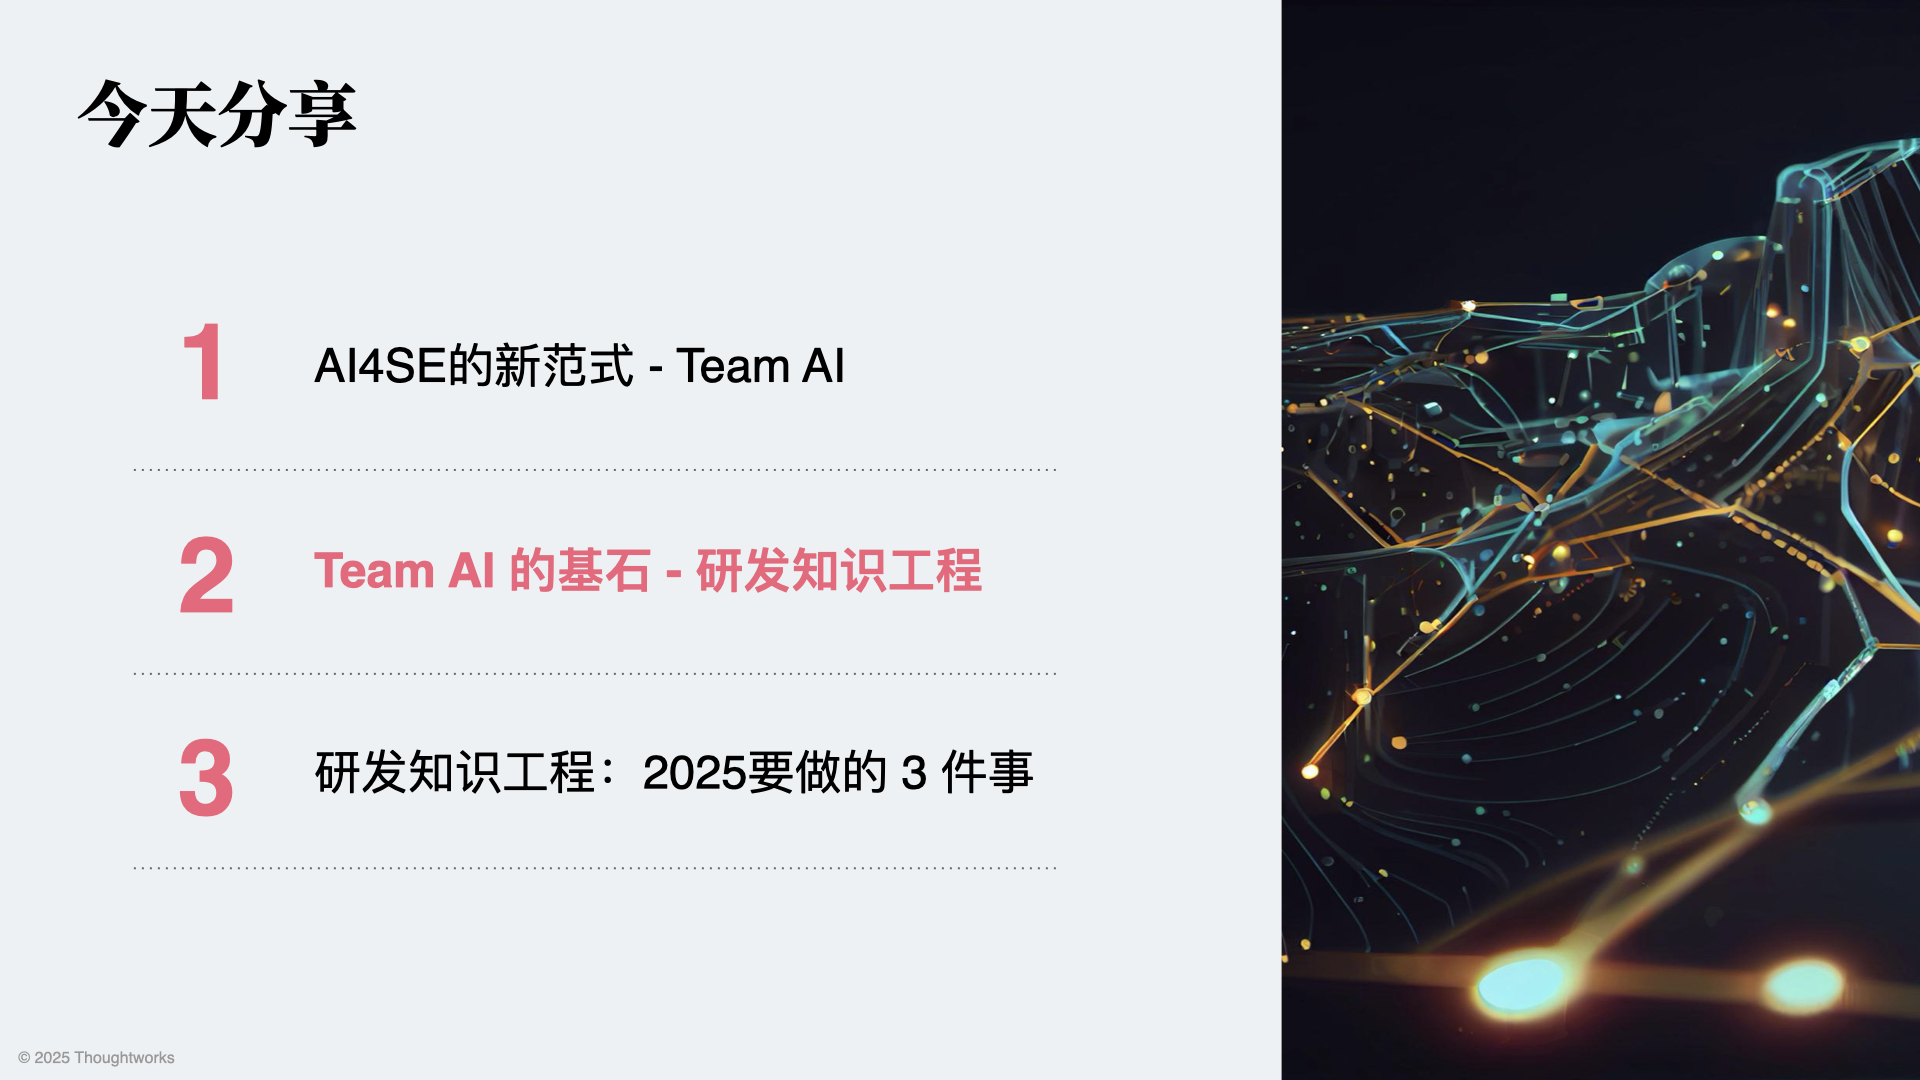 今天分享
1
AI4SE的新范式 - Team AI
2
Team AI 的基石 - 研发知识工程
3
研发知识工程：2025要做的 3 件事
© 2025 Thoughtworks